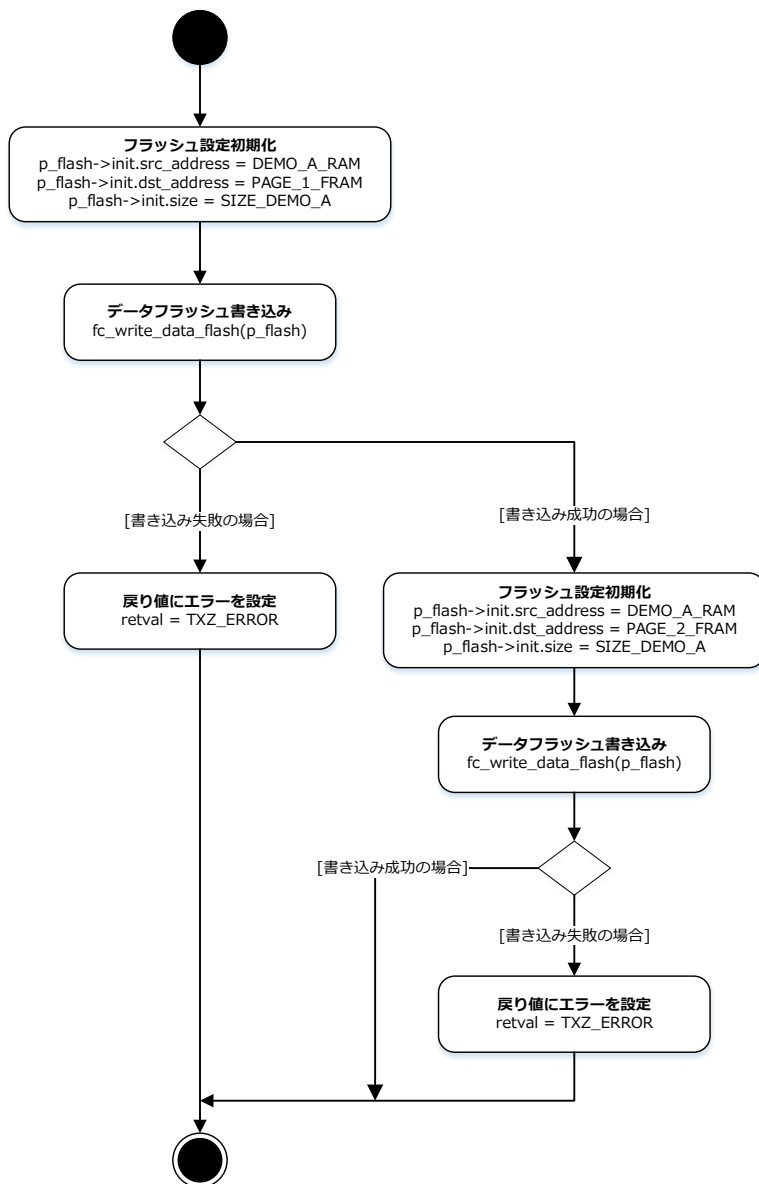 フラッシュ設定初期化
p_flash->init.src_address = DEMO_A_RAM
p_flash->init.dst_address = PAGE_1_FRAM
p_flash->init.size = SIZE_DEMO_A
データフラッシュ書き込み
fc_write_data_flash(p_flash)
[書き込み失敗の場合]
[書き込み成功の場合]
戻り値にエラーを設定
retval = TXZ_ERROR
フラッシュ設定初期化
p_flash->init.src_address = DEMO_A_RAM
p_flash->init.dst_address = PAGE_2_FRAM
p_flash->init.size = SIZE_DEMO_A
データフラッシュ書き込み
fc_write_data_flash(p_flash)
[書き込み成功の場合]
[書き込み失敗の場合]
戻り値にエラーを設定
retval = TXZ_ERROR